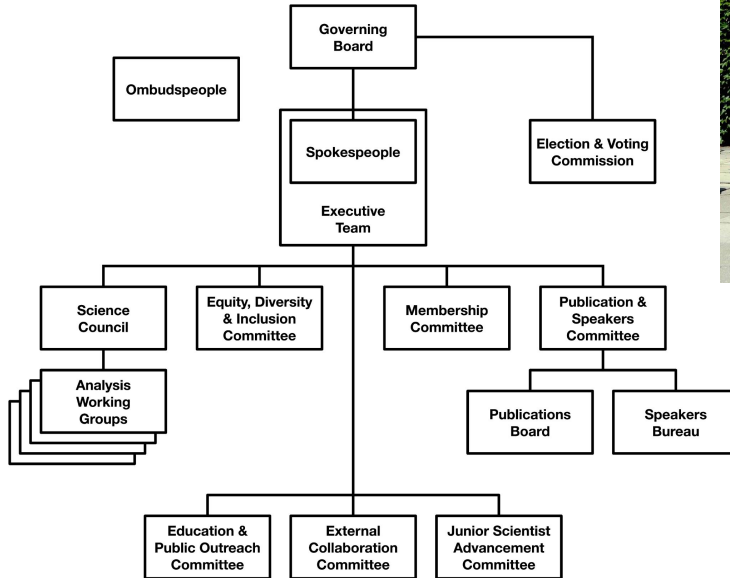 Governing
Board
Ombudspeople
Spokespeople
Election & Voting
Commission
Executive
Team
Science
Council
Equity, Diversity
& Inclusion
Committee
Membership
Committee
Publication &
Speakers
Committee
Analysis
Working
Groups
Publications
Board
Speakers
Bureau
Education &
Public Outreach
Committee
External
Collaboration
Committee
Junior Scientist
Advancement
Committee